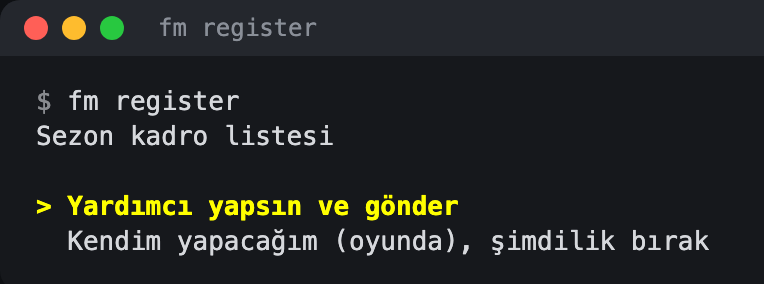 fm register
$ fm register
Sezon kadro listesi
> Yardımcı yapsın ve gönder
Kendim yapacağım (oyunda), şimdilik bırak